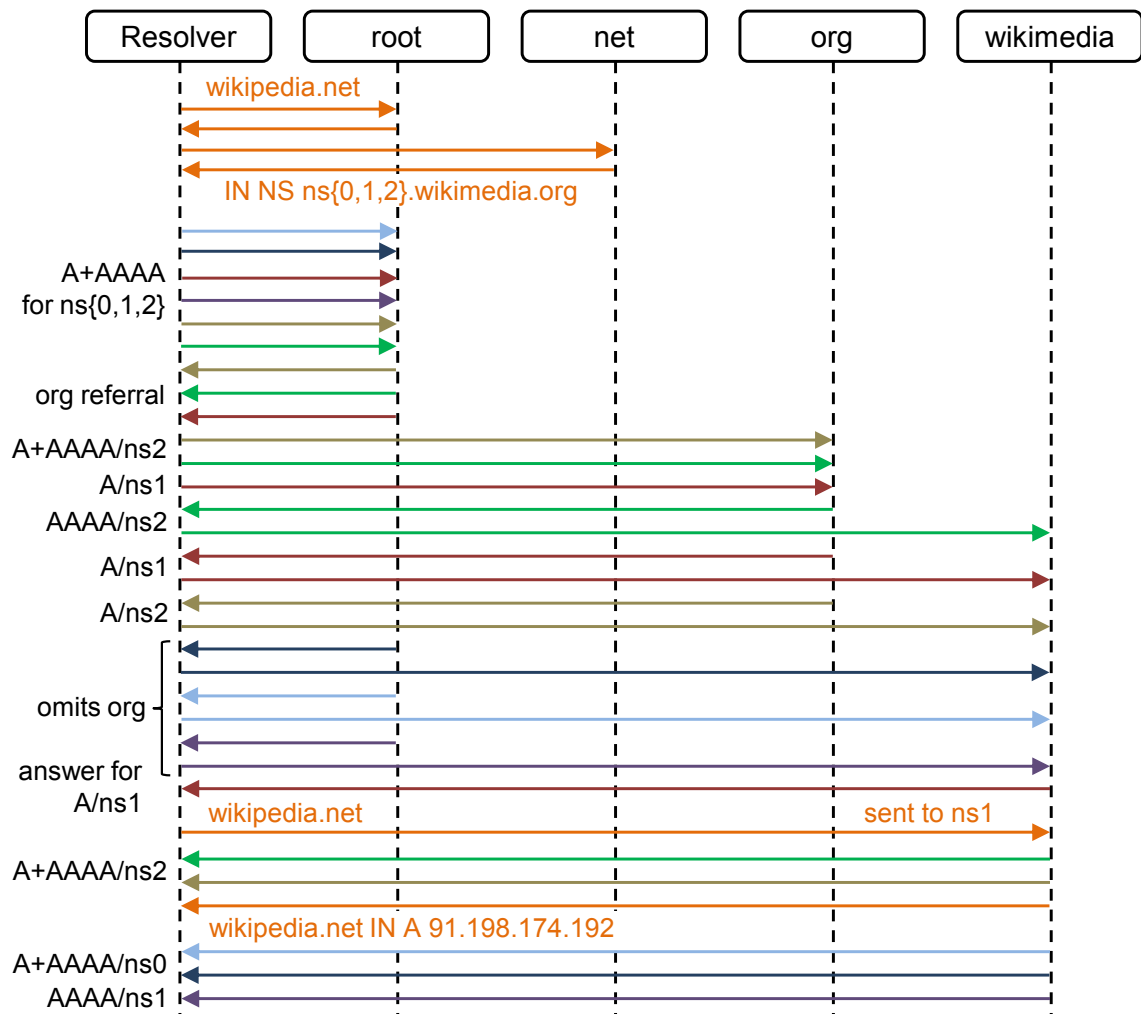 Resolver
root
net
org
wikimedia
wikipedia.net
IN NS ns{0,1,2}.wikimedia.org
A+AAAA
for ns{0,1,2}
org referral
A+AAAA/ns2
A/ns1
AAAA/ns2
A/ns1
A/ns2
omits org
answer for
A/ns1
wikipedia.net
sent to ns1
A+AAAA/ns2
wikipedia.net IN A 91.198.174.192
A+AAAA/ns0
AAAA/ns1